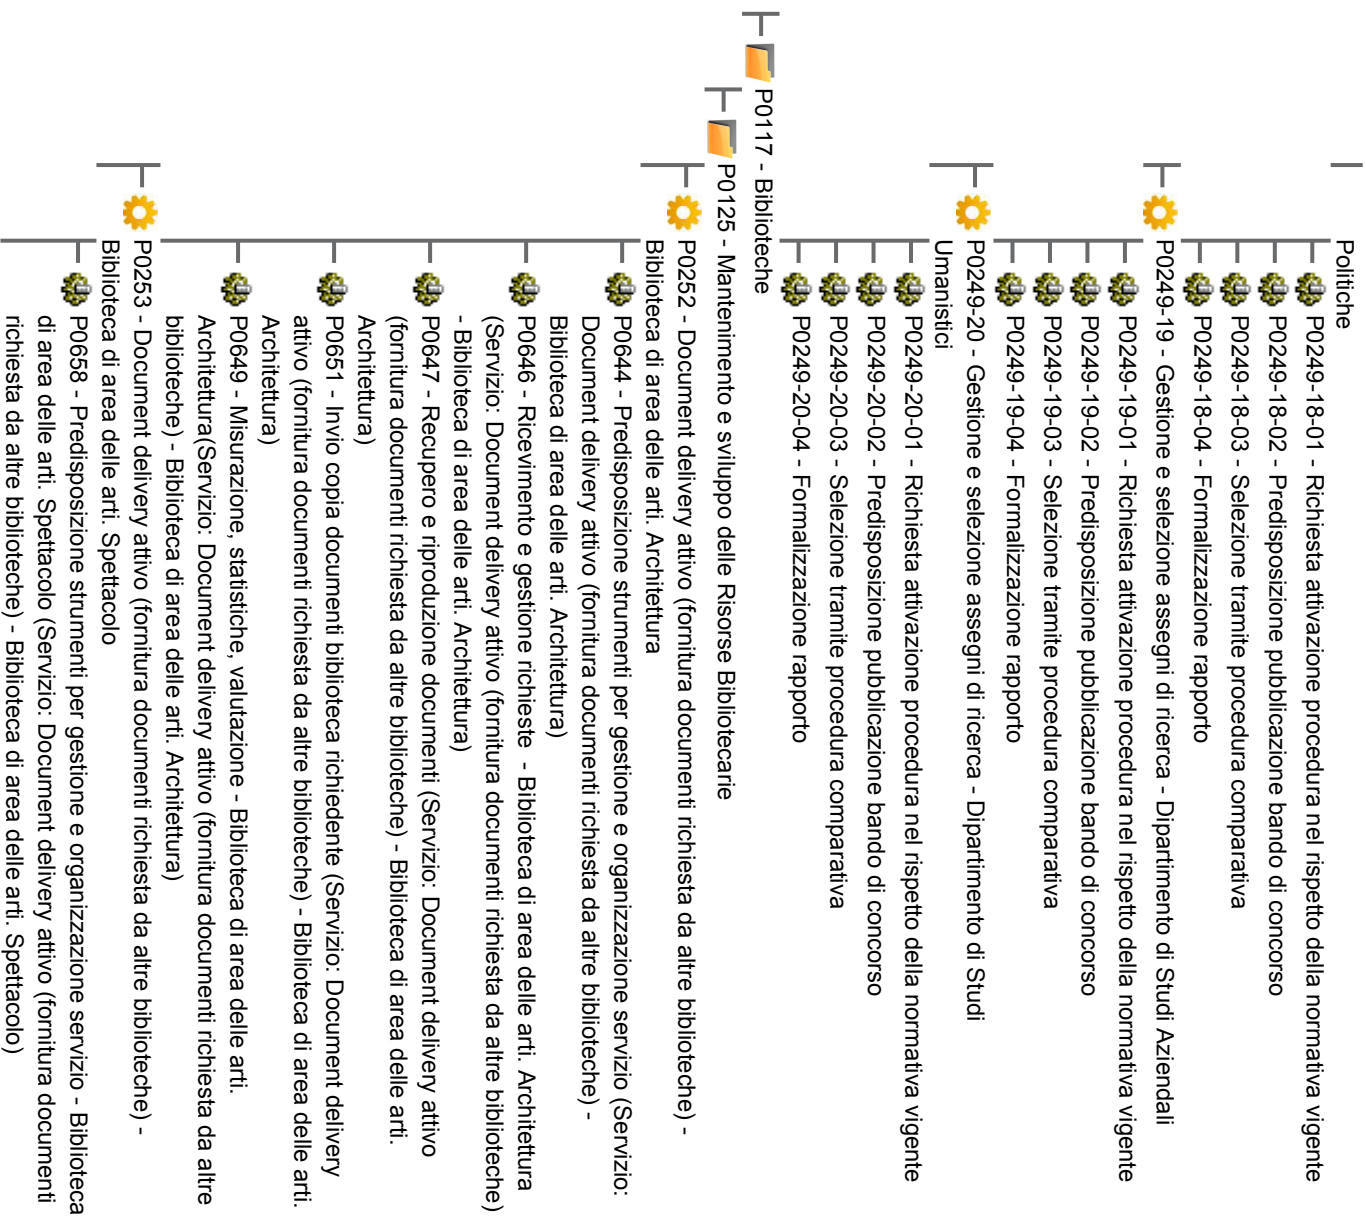 Politiche
P0249-18-01 - Richiesta attivazione procedura nel rispetto della normativa vigente
P0249-18-02 - Predisposizione pubblicazione bando di concorso
P0249-18-03 - Selezione tramite procedura comparativa
P0249-18-04 - Formalizzazione rapporto
P0249-19 - Gestione e selezione assegni di ricerca - Dipartimento di Studi Aziendali
P0249-19-01 - Richiesta attivazione procedura nel rispetto della normativa vigente
P0249-19-02 - Predisposizione pubblicazione bando di concorso
P0249-19-03 - Selezione tramite procedura comparativa
P0249-19-04 - Formalizzazione rapporto
P0249-20 - Gestione e selezione assegni di ricerca - Dipartimento di Studi
Umanistici
P0249-20-01 - Richiesta attivazione procedura nel rispetto della normativa vigente
P0249-20-02 - Predisposizione pubblicazione bando di concorso
P0249-20-03 - Selezione tramite procedura comparativa
P0249-20-04 - Formalizzazione rapporto
P0117 - Biblioteche
P0125 - Mantenimento e sviluppo delle Risorse Bibliotecarie
P0252 - Document delivery attivo (fornitura documenti richiesta da altre biblioteche) -
Biblioteca di area delle arti. Architettura
P0644 - Predisposizione strumenti per gestione e organizzazione servizio (Servizio:
Document delivery attivo (fornitura documenti richiesta da altre biblioteche) -
Biblioteca di area delle arti. Architettura)
P0646 - Ricevimento e gestione richieste  - Biblioteca di area delle arti. Architettura
(Servizio: Document delivery attivo (fornitura documenti richiesta da altre biblioteche)
- Biblioteca di area delle arti. Architettura)
P0647 - Recupero e riproduzione documenti (Servizio: Document delivery attivo
(fornitura documenti richiesta da altre biblioteche) - Biblioteca di area delle arti.
Architettura)
P0651 - Invio copia documenti biblioteca richiedente (Servizio: Document delivery
attivo (fornitura documenti richiesta da altre biblioteche) - Biblioteca di area delle arti.
Architettura)
P0649 - Misurazione, statistiche, valutazione - Biblioteca di area delle arti.
Architettura(Servizio: Document delivery attivo (fornitura documenti richiesta da altre
biblioteche) - Biblioteca di area delle arti. Architettura)
P0253 - Document delivery attivo (fornitura documenti richiesta da altre biblioteche) -
Biblioteca di area delle arti. Spettacolo
P0658 - Predisposizione strumenti per gestione e organizzazione servizio - Biblioteca
di area delle arti. Spettacolo (Servizio: Document delivery attivo (fornitura documenti
richiesta da altre biblioteche) - Biblioteca di area delle arti. Spettacolo)